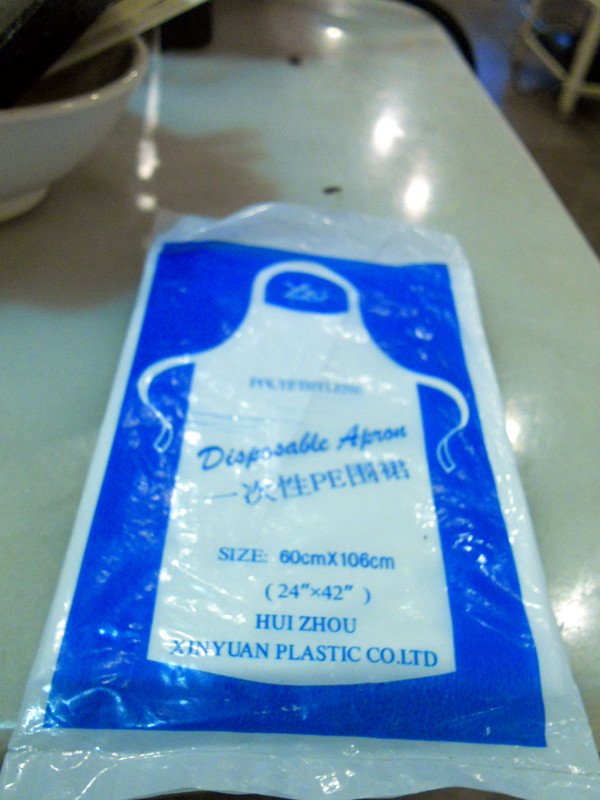 POLYETHYLENE
Disposable Apron
一次性PE围裙
SIZE: 60cmX106cm
(24"×42")
HUI ZHOU
XINYUAN PLASTIC CO.LTD